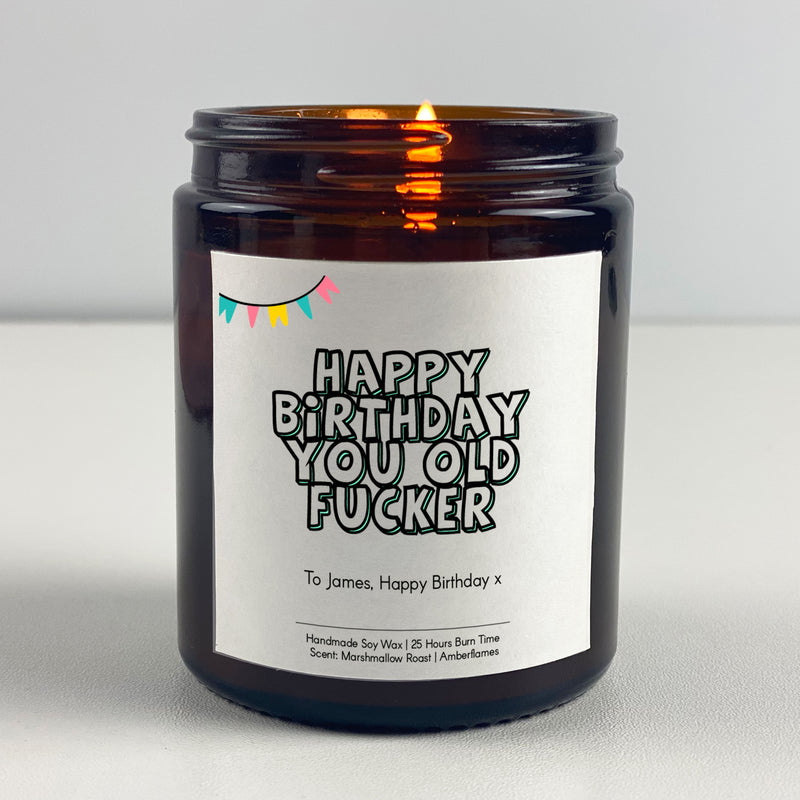 HAPPY
BiRTHDAY
YOU OLD
FUCKER
To James, Happy Birthday x
Handmade Soy Wax | 25 Hours Burn Time
Scent: Marshmallow Roast | Amberflames